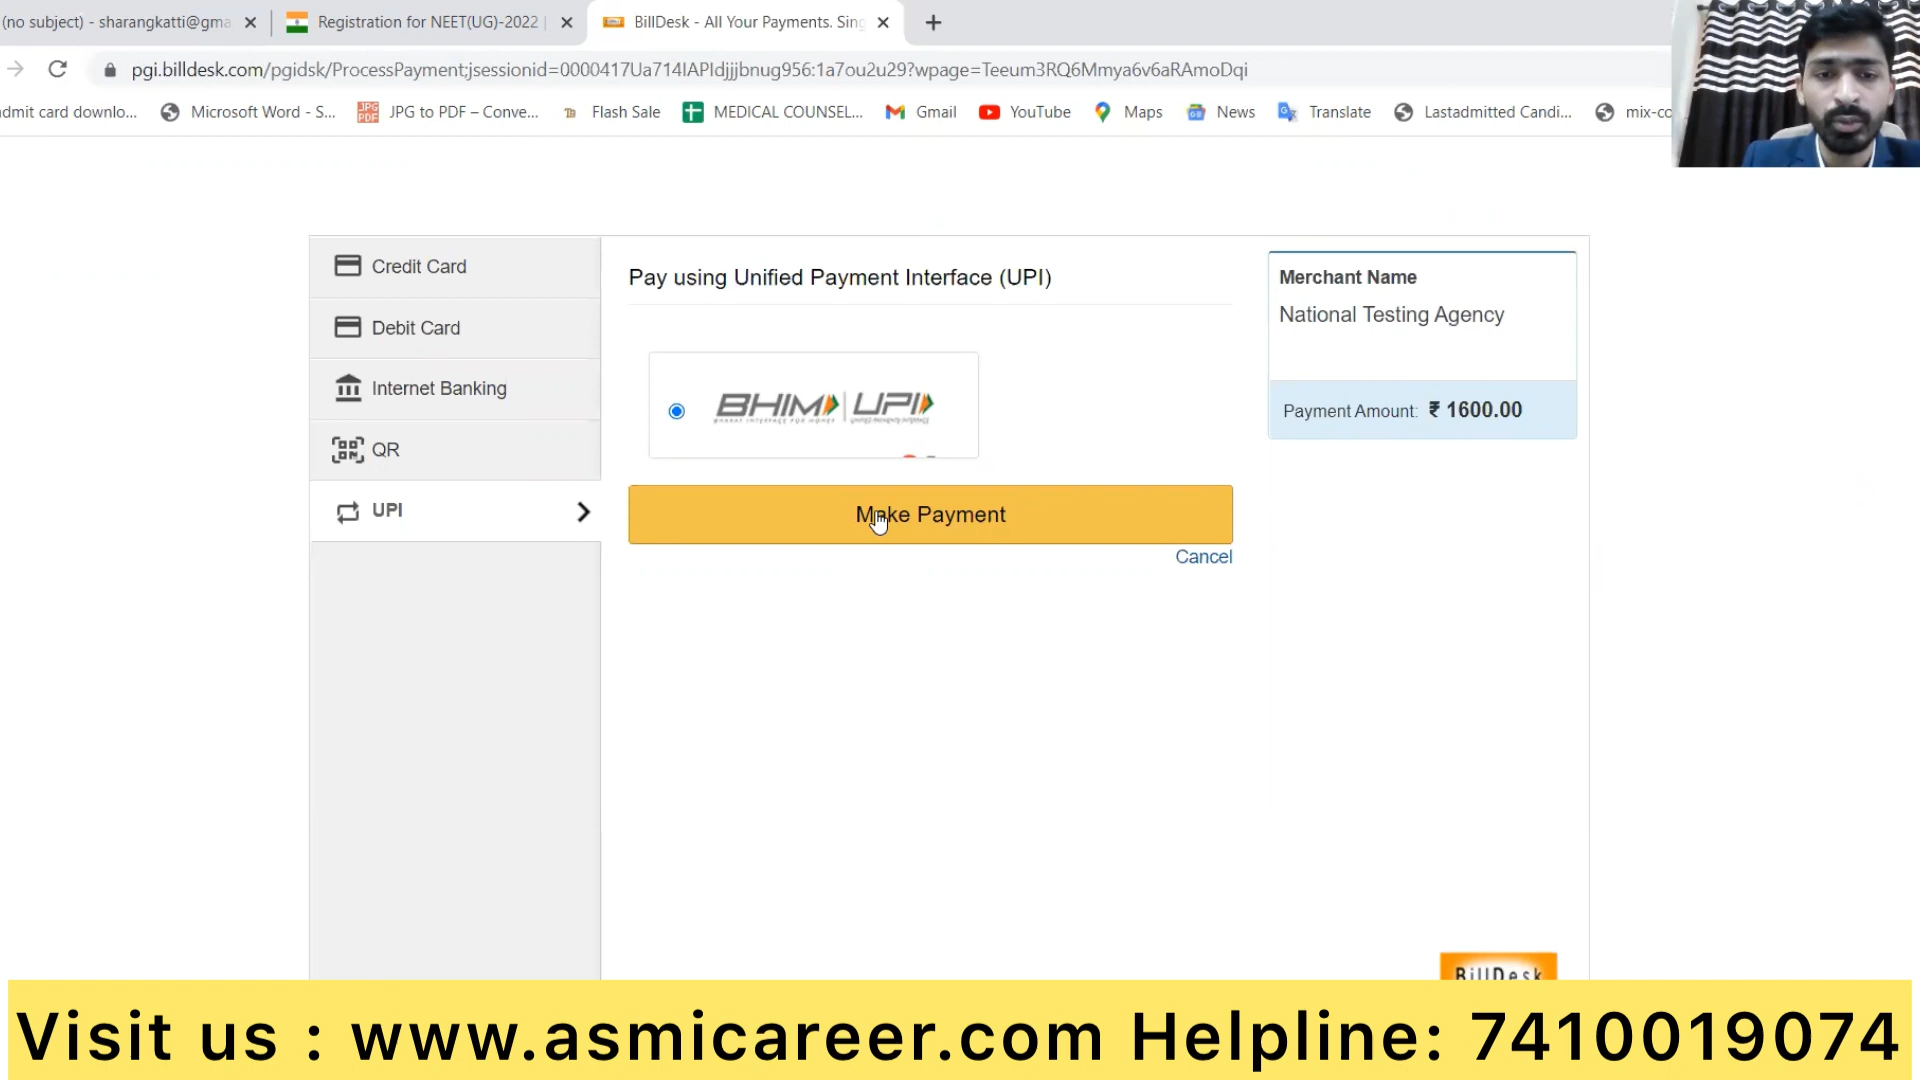 (no subject) - sharangkatti@gma
Registration for NEET(UG)-2022
BillDesk - All Your Payments. Sing
pgi.billdesk.com/pgidsk/ProcessPayment;jsessionid=0000417Ua714IAPIdjjjbnug956:1a7ou2u29?wpage=Teeum3RQ6Mmya6v6aRAmoDqi
dmit card downlo...
Microsoft Word - S...
JPG to PDF – Conve...
Flash Sale
MEDICAL COUNSEL...
Gmail
YouTube
Maps
News
Translate
Lastadmitted Candi...
mix-co
Credit Card
Debit Card
Internet Banking
QR
UPI
Pay using Unified Payment Interface (UPI)
BHIM UPI
Make Payment
Cancel
Merchant Name
National Testing Agency
Payment Amount: ₹ 1600.00
BillDesk
Visit us : www.asmicareer.com Helpline: 7410019074